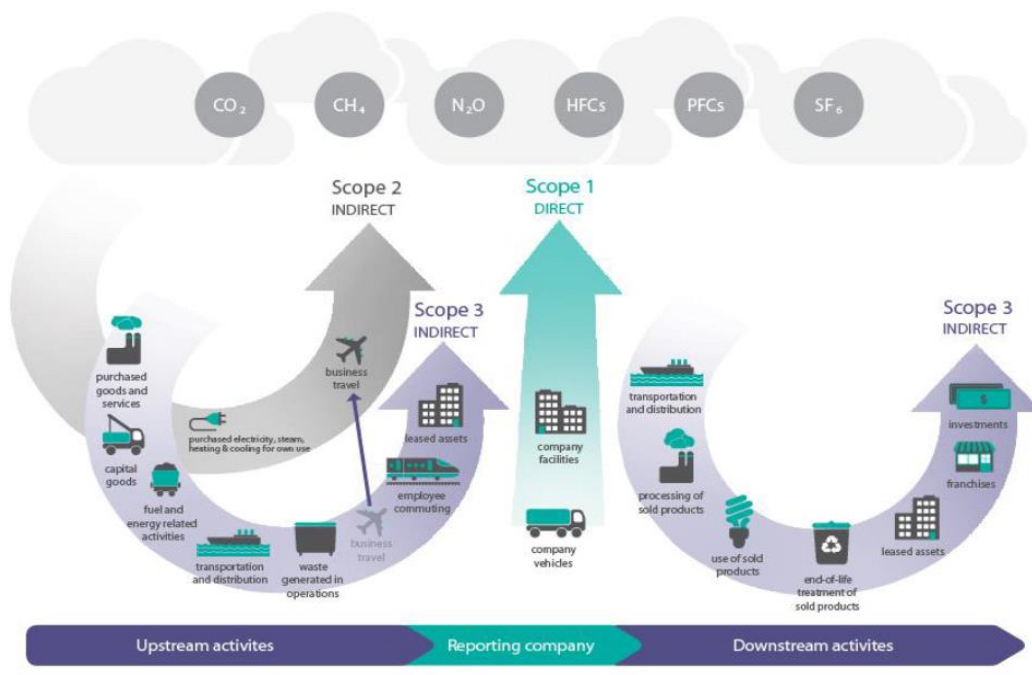 CO₂
CH₄
N₂O
HFCs
PFCs
SF₆
Scope 2
INDIRECT
Scope 1
DIRECT
Scope 3
INDIRECT
Scope 3
INDIRECT
purchased
goods and
services
capital
goods
fuel and
energy related
activities
purchased electricity, steam,
heating & cooling for own use
transportation
and distribution
waste
generated in
operations
business
travel
business
travel
employee
commuting
leased assets
company
facilities
company
vehicles
transportation
and distribution
processing of
sold products
use of sold
products
end-of-life
treatment of
sold products
leased assets
franchises
$
investments
Upstream activites
Reporting company
Downstream activites